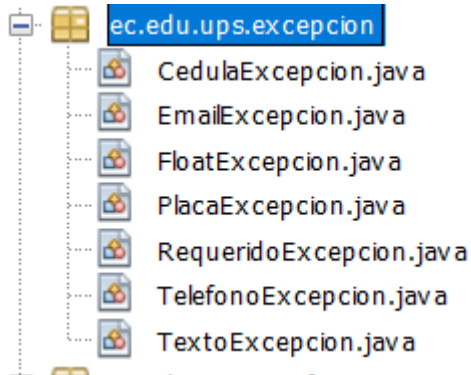 ec.edu.ups.excepcion
CedulaExcepcion.java
EmailExcepcion.java
FloatExcepcion.java
PlacaExcepcion.java
RequeridoExcepcion.java
TelefonoExcepcion.java
TextoExcepcion.java